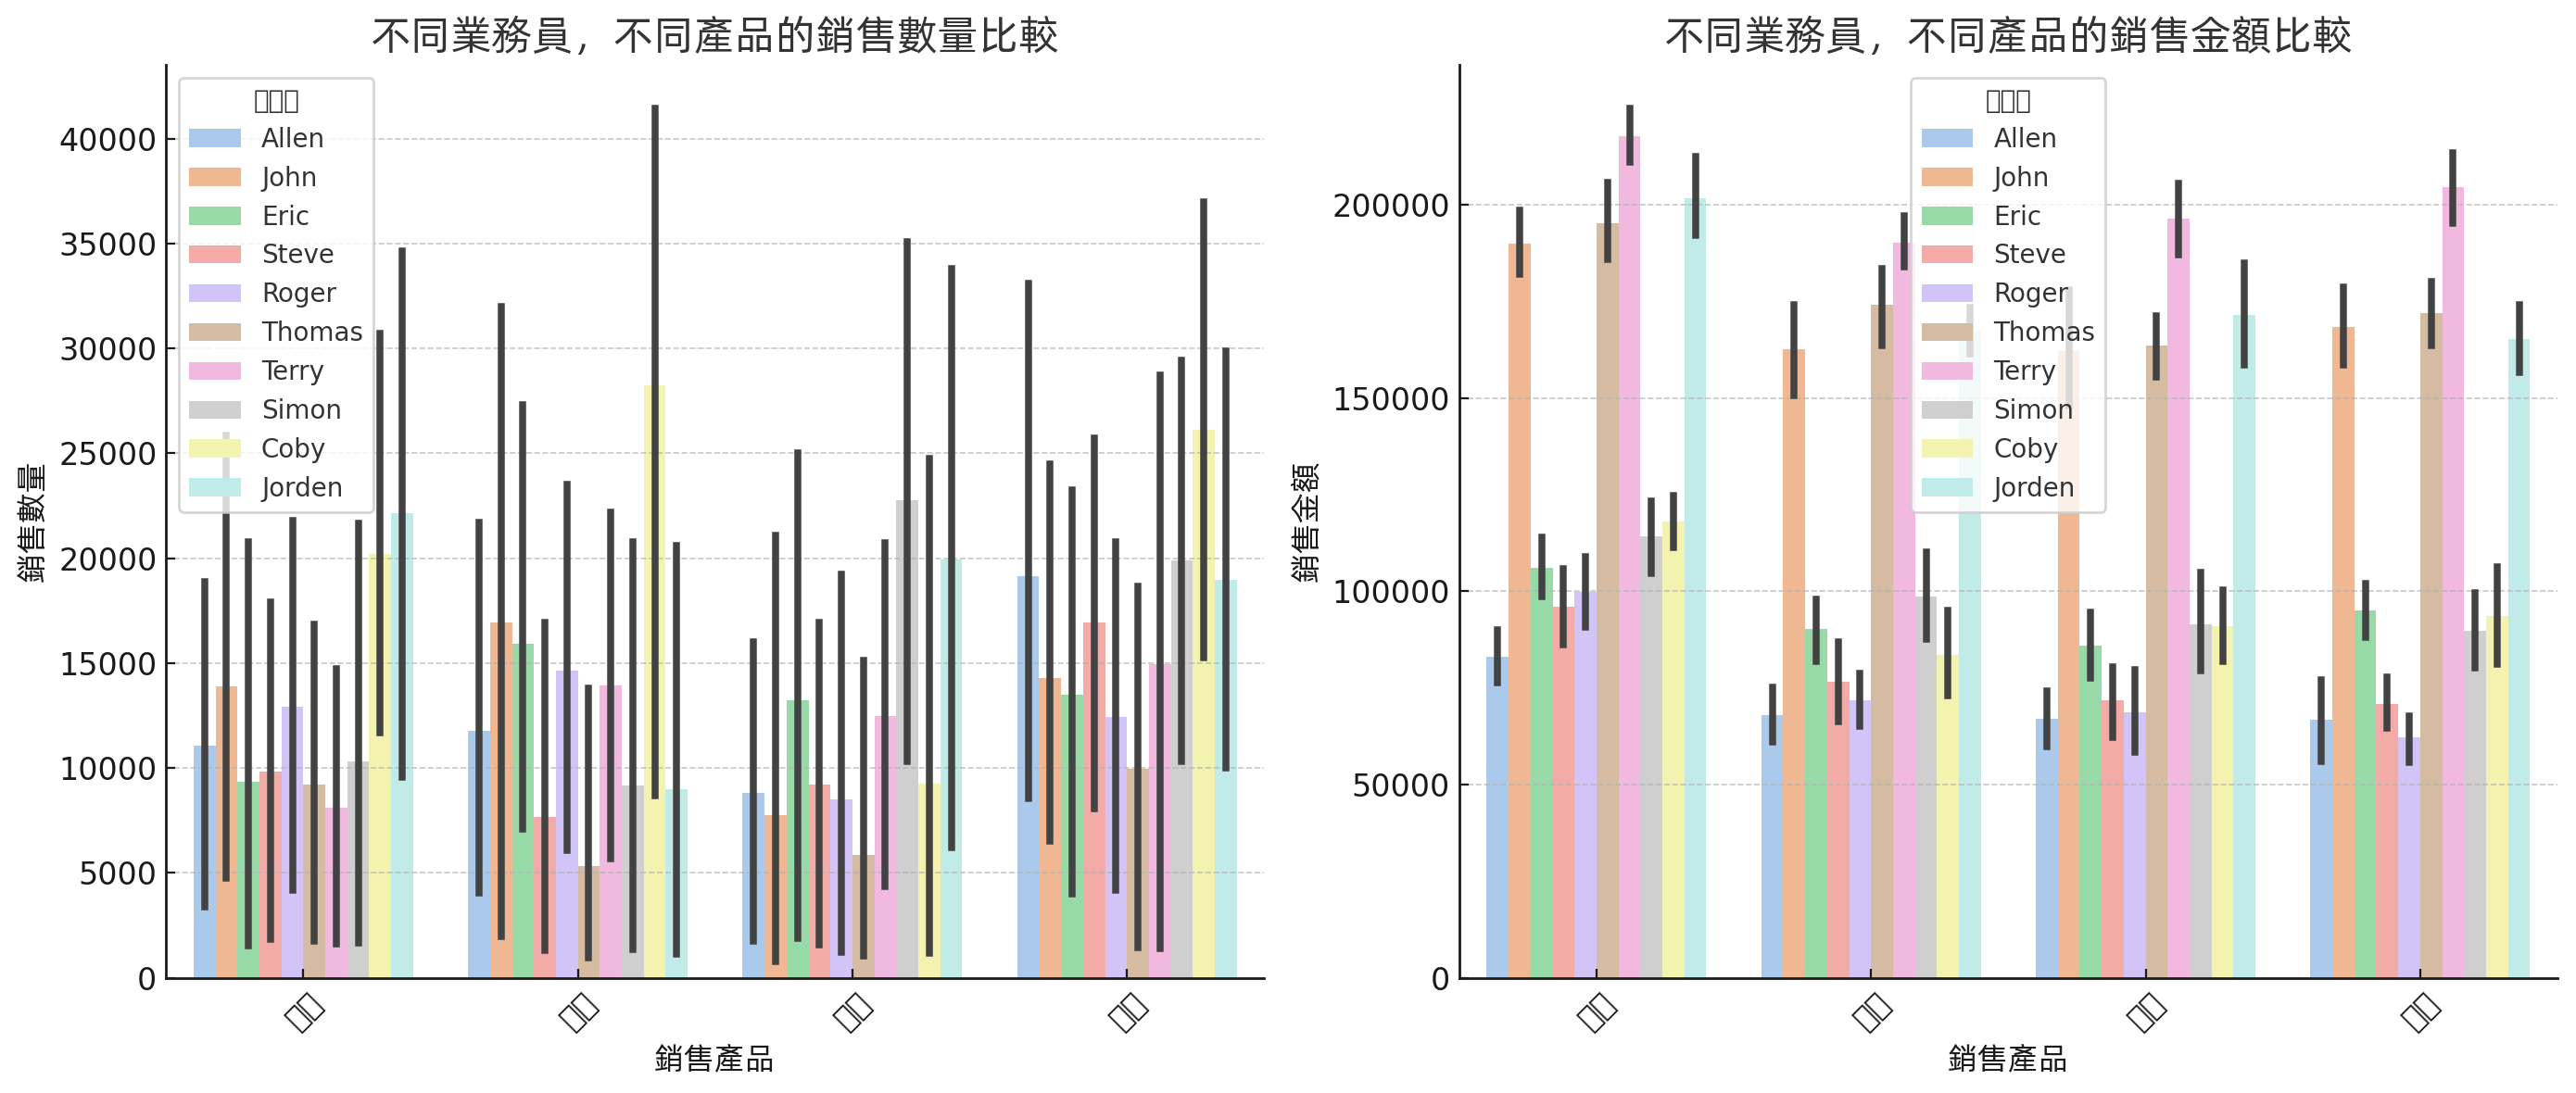 不同業務員，不同產品的銷售數量比較
銷售數量
40000
35000
30000
25000
20000
15000
10000
5000
0
Allen
John
Eric
Steve
Roger
Thomas
Terry
Simon
Coby
Jorden
銷售產品
不同業務員，不同產品的銷售金額比較
銷售金額
200000
150000
100000
50000
0
Allen
John
Eric
Steve
Roger
Thomas
Terry
Simon
Coby
Jorden
銷售產品